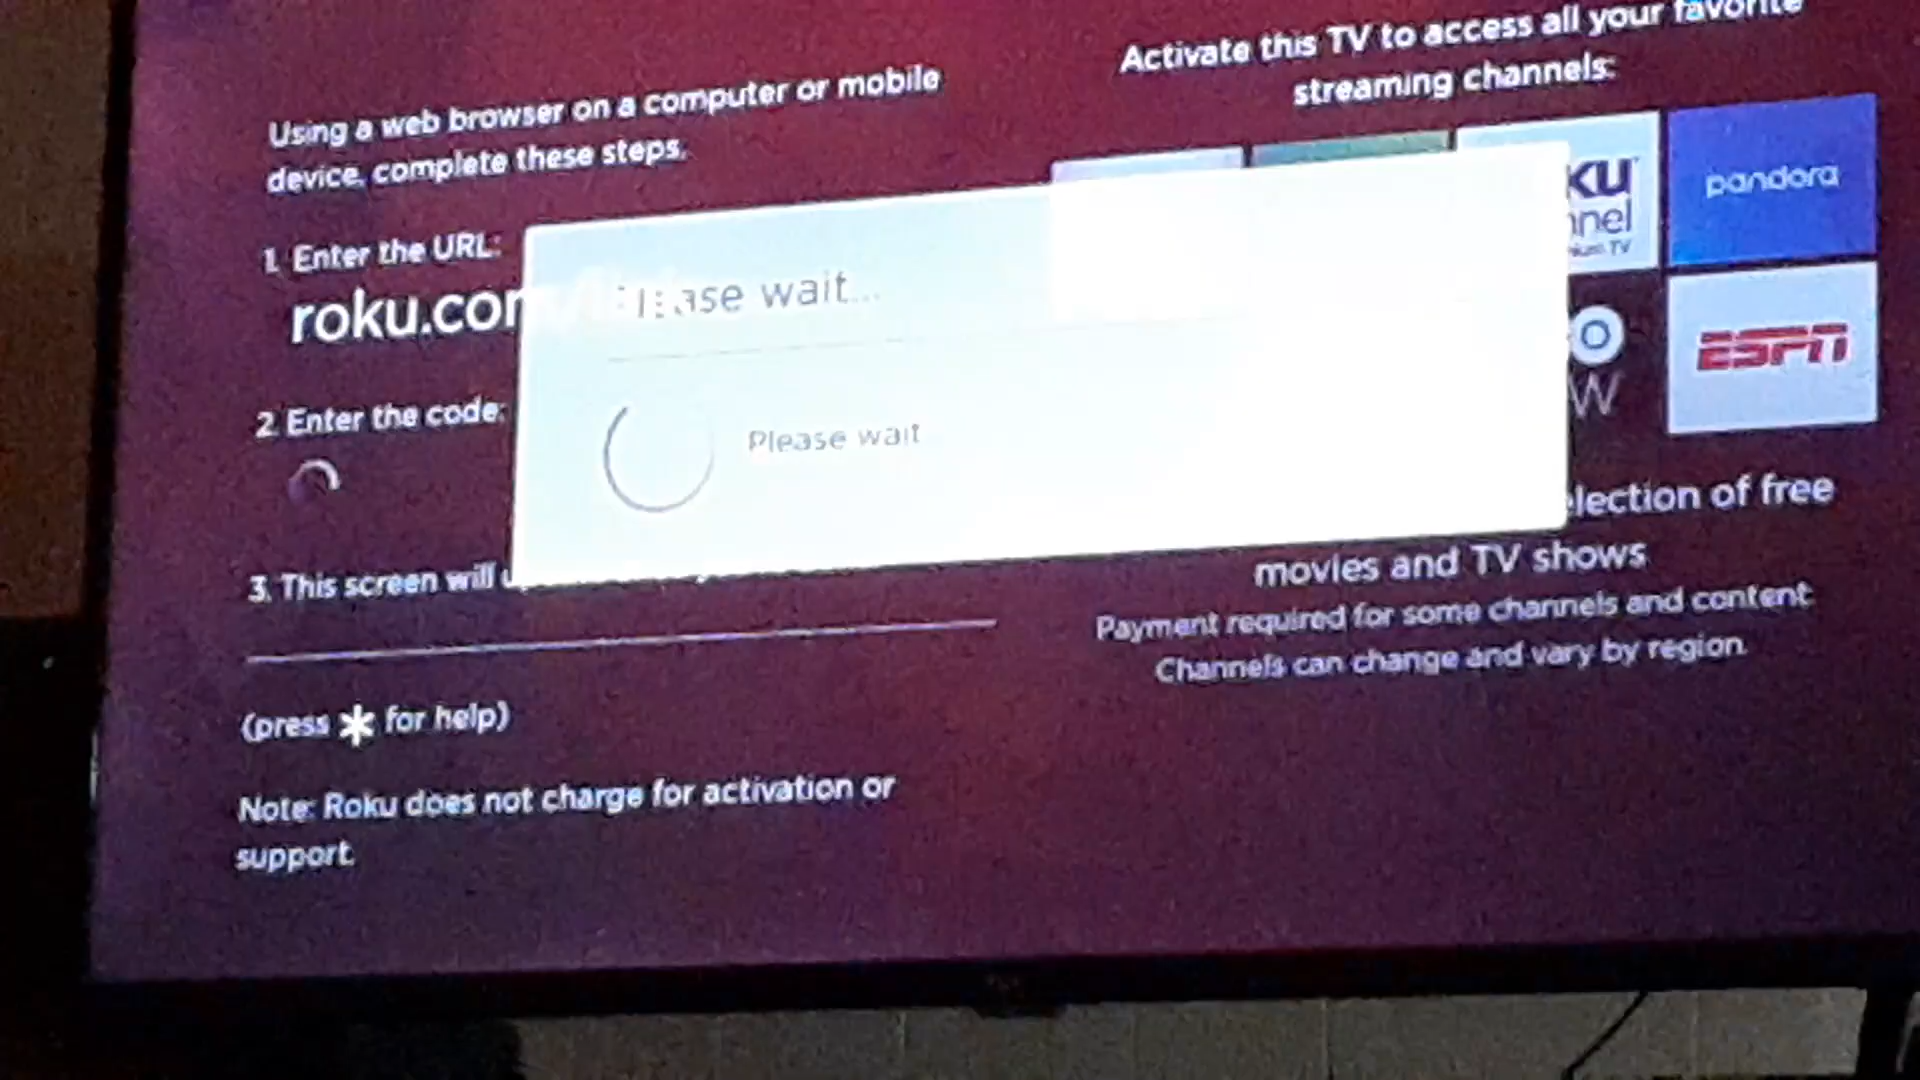 Using a web browser on a computer or mobile
device, complete these steps.
1. Enter the URL:
roku.com
Please wait...
2. Enter the code:
Please wait
3. This screen will
(press * for help)
Note: Roku does not charge for activation or
support.
Activate this TV to access all your favorite
streaming channels:
pandora
ESPN
lection of free
movies and TV shows
Payment required for some channels and content
Channels can change and vary by region.